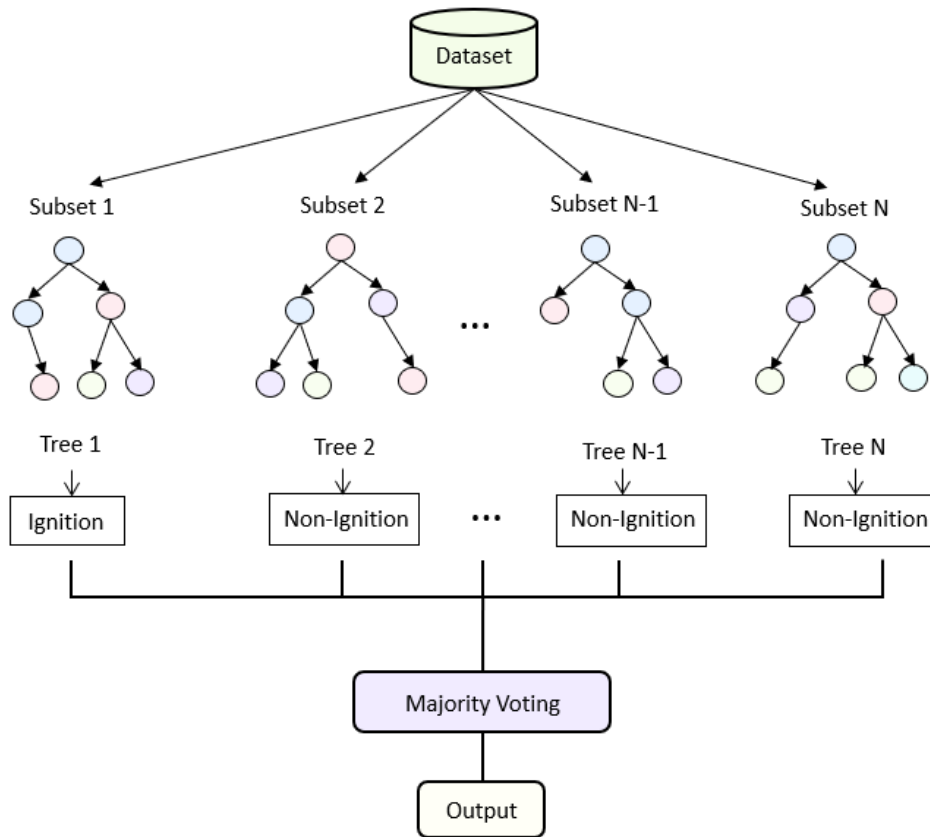 Dataset
Subset 1
Subset 2
Subset N-1
Subset N
...
Tree 1
Tree 2
Tree N-1
Tree N
Ignition
Non-Ignition
...
Non-Ignition
Non-Ignition
Majority Voting
Output